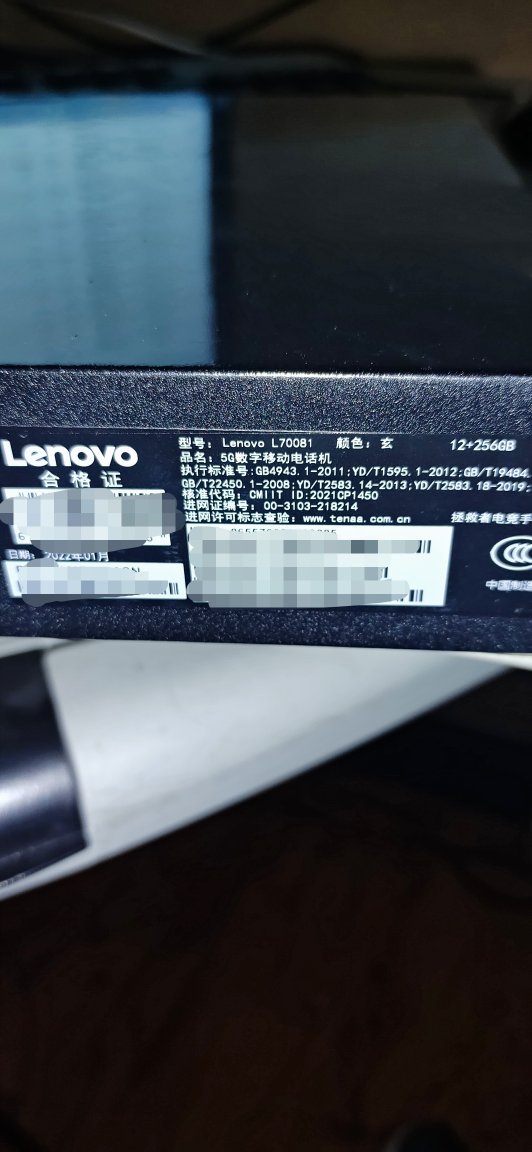 Lenovo
合格证
日期: 2022年01月
型号: Lenovo L70081 颜色: 玄 12+256GB
品名: 5G数字移动电话机
执行标准号:GB4943.1-2011;YD/T1595.1-2012;GB/T19484
GB/T22450.1-2008;YD/T2583.14-2013;YD/T2583.18-2019;
核准代码: CMIIT ID:2021CP1450
进网证编号: 00-3103-218214
进网许可标志查验: www.tenaa.com.cn 拯救者电竞手
中国制造